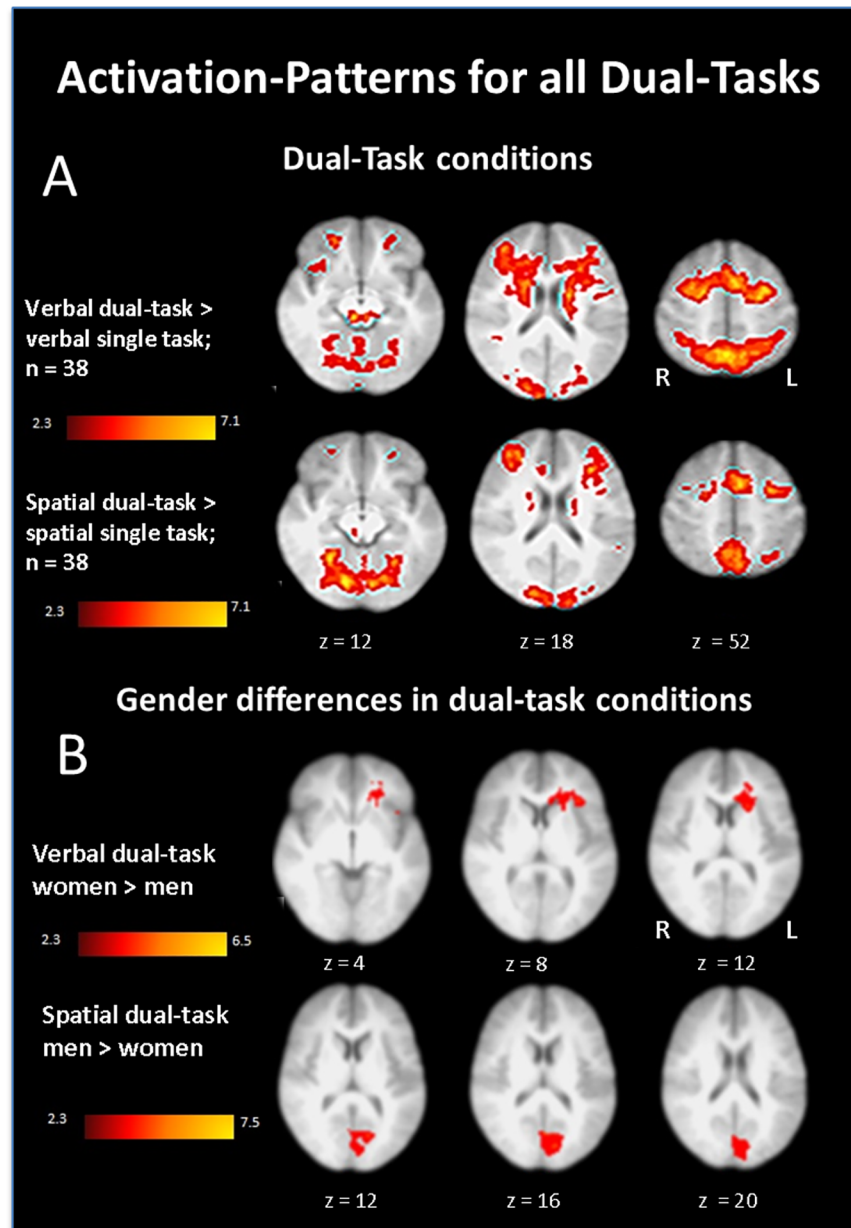 Activation-Patterns for all Dual-Tasks
A
Dual-Task conditions
Verbal dual-task >
verbal single task;
n = 38
R L
2.3 7.1
Spatial dual-task >
spatial single task;
n = 38
2.3 7.1
z = 12 z = 18 z = 52
Gender differences in dual-task conditions
B
Verbal dual-task
women > men
R L
2.3 6.5
z = 4 z = 8 z = 12
Spatial dual-task
men > women
2.3 7.5
z = 12 z = 16 z = 20